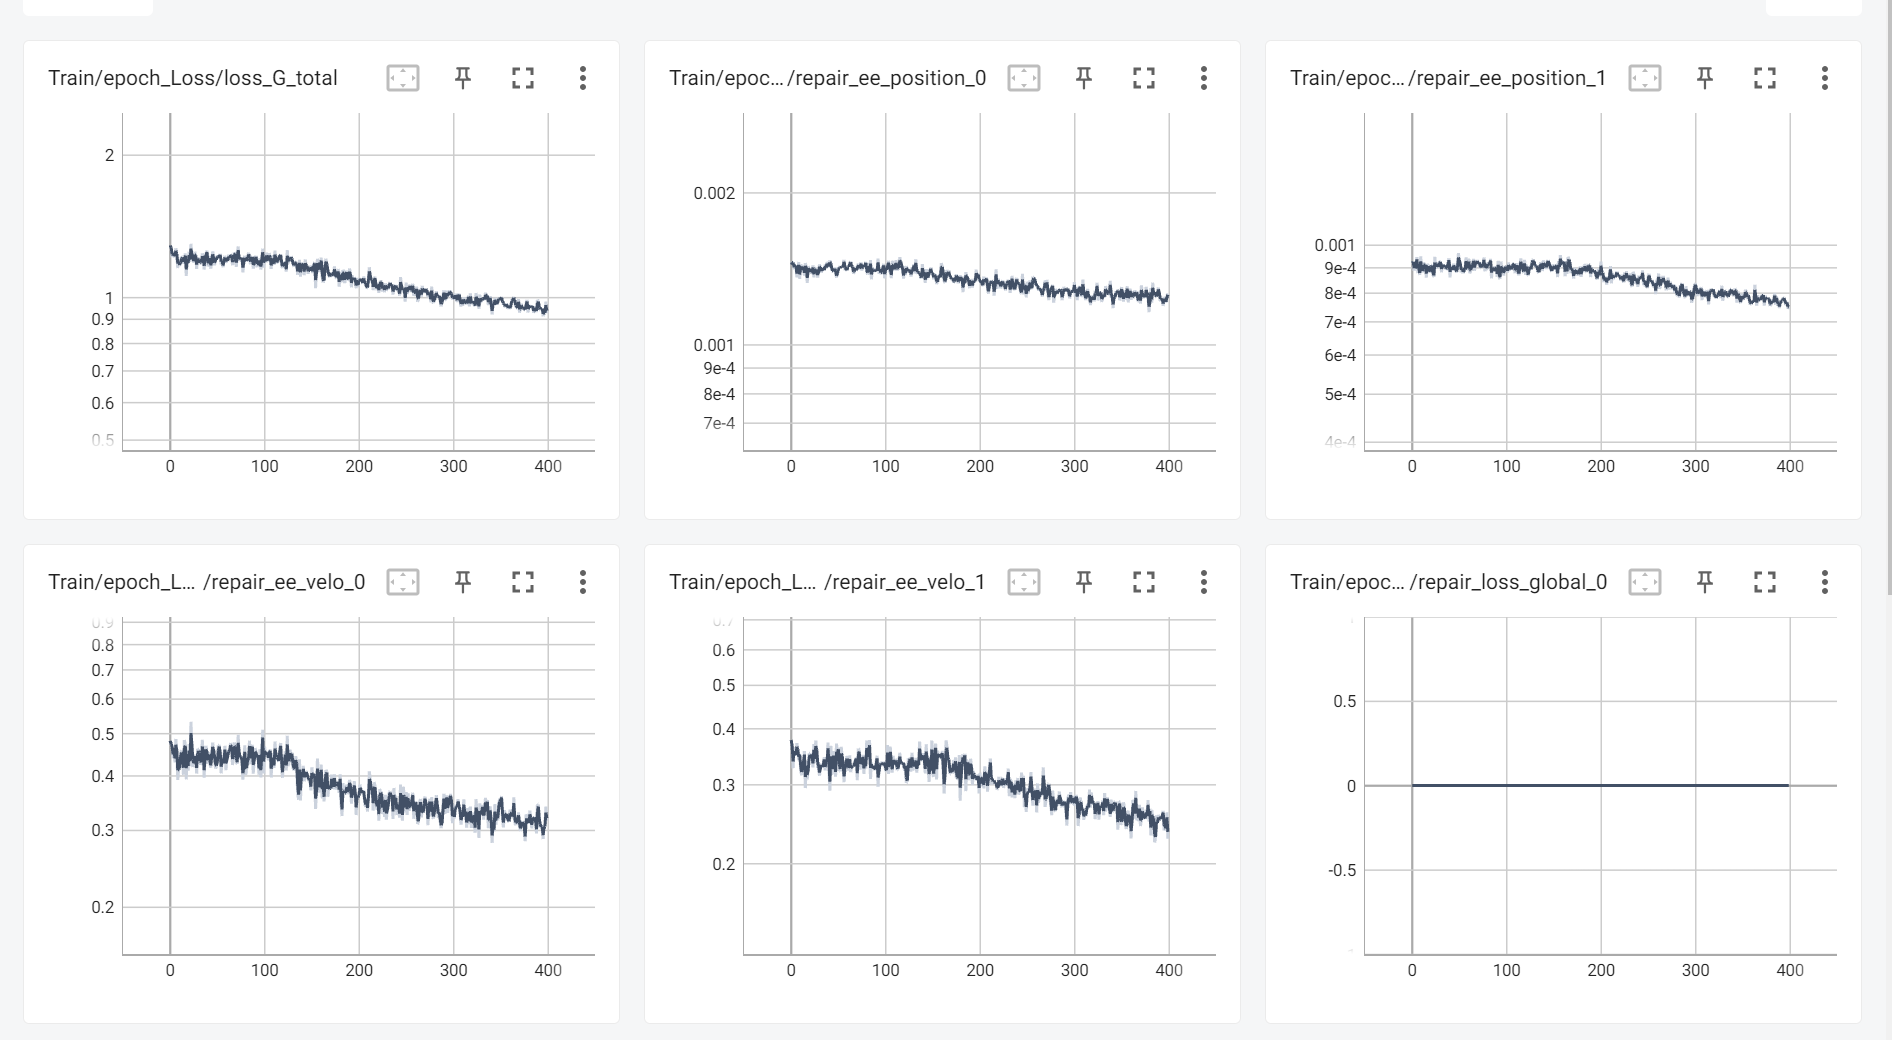 Train/epoch_Loss/loss_G_total
2
1
0.9
0.8
0.7
0.6
0.5
0 100 200 300 400
Train/epoc... /repair_ee_position_0
0.002
0.001
9e-4
8e-4
7e-4
0 100 200 300 400
Train/epoc... /repair_ee_position_1
0.001
9e-4
8e-4
7e-4
6e-4
5e-4
4e-4
0 100 200 300 400
Train/epoch_L... /repair_ee_velo_0
0.9
0.8
0.7
0.6
0.5
0.4
0.3
0.2
0 100 200 300 400
Train/epoch_L... /repair_ee_velo_1
0.7
0.6
0.5
0.4
0.3
0.2
0 100 200 300 400
Train/epoc... /repair_loss_global_0
0.5
0
-0.5
0 100 200 300 400